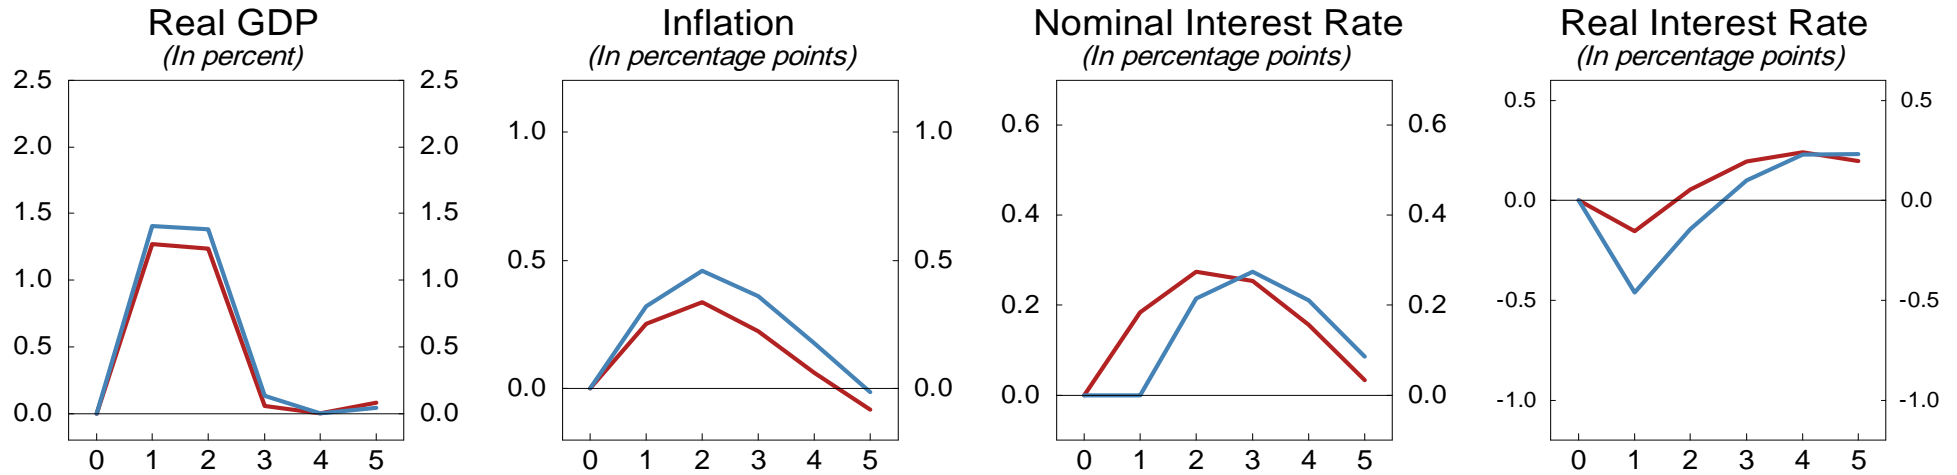 Real GDP
(In percent)
2.5 2.5
2.0 2.0
1.5 1.5
1.0 1.0
0.5 0.5
0.0 0.0
0 1 2 3 4 5
Inflation
(In percentage points)
1.0 1.0
0.5 0.5
0.0 0.0
0 1 2 3 4 5
Nominal Interest Rate
(In percentage points)
0.6 0.6
0.4 0.4
0.2 0.2
0.0 0.0
0 1 2 3 4 5
Real Interest Rate
(In percentage points)
0.5 0.5
0.0 0.0
-0.5 -0.5
-1.0 -1.0
0 1 2 3 4 5